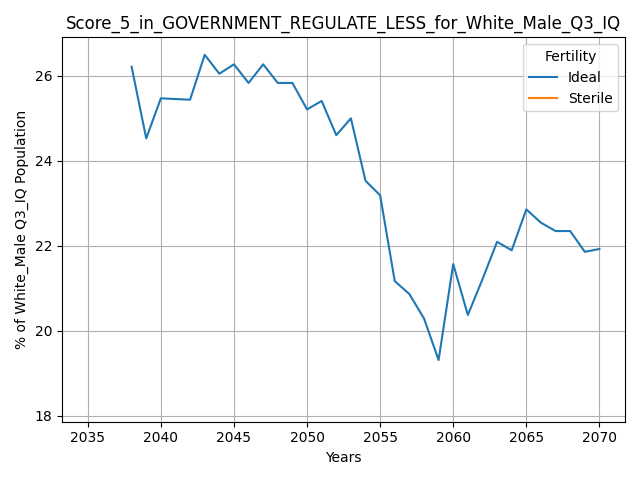 Score_5_in_GOVERNMENT_REGULATE_LESS_for_White_Male_Q3_IQ
Fertility
Ideal
Sterile
% of White_Male Q3_IQ Population
26
24
22
20
18
2035 2040 2045 2050 2055 2060 2065 2070
Years